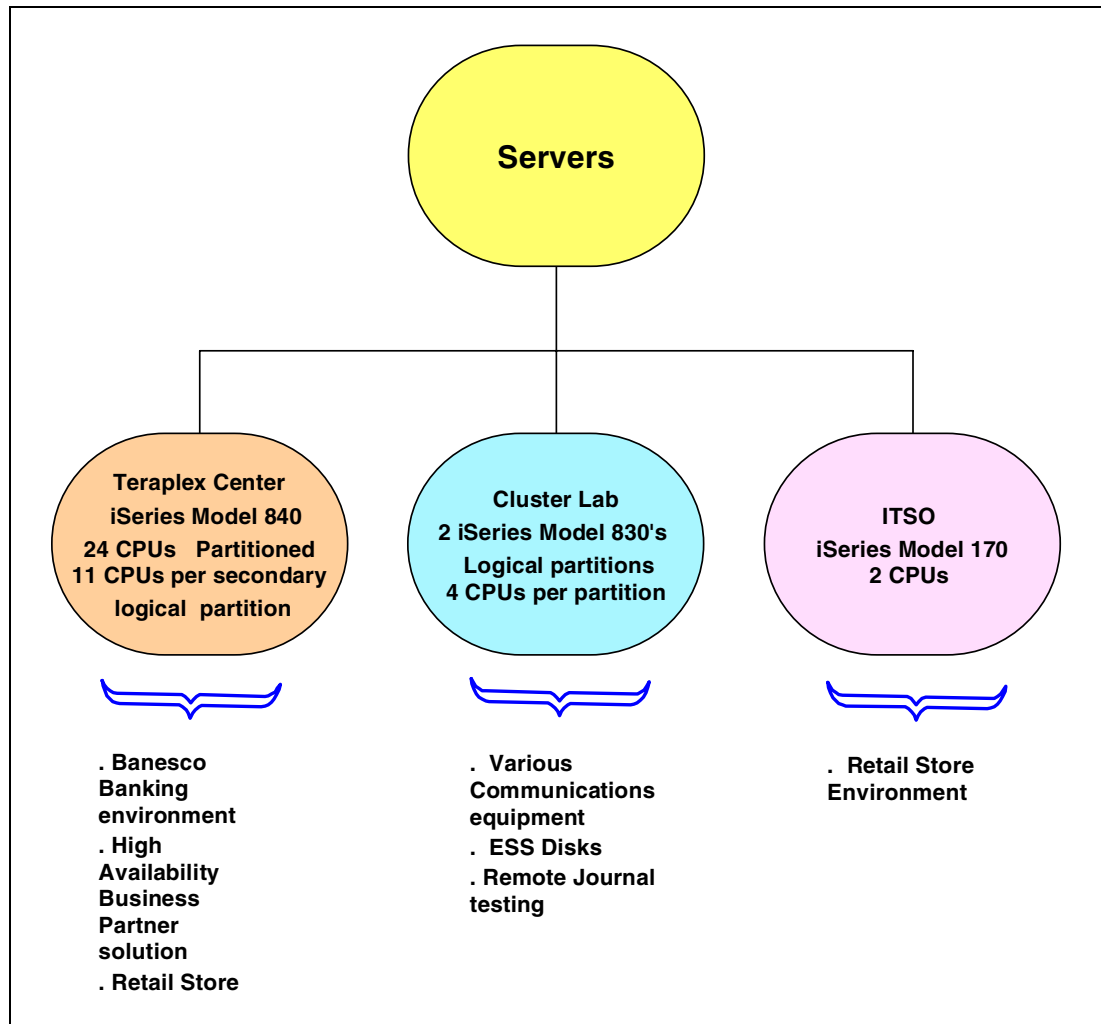 Servers
Teraplex Center
iSeries Model 840
24 CPUs Partitioned
11 CPUs per secondary
logical partition
Cluster Lab
2 iSeries Model 830's
Logical partitions
4 CPUs per partition
ITSO
iSeries Model 170
2 CPUs
. Banesco
Banking
environment
. High
Availability
Business
Partner
solution
. Retail Store
. Various
Communications
equipment
. ESS Disks
. Remote Journal
testing
. Retail Store
Environment